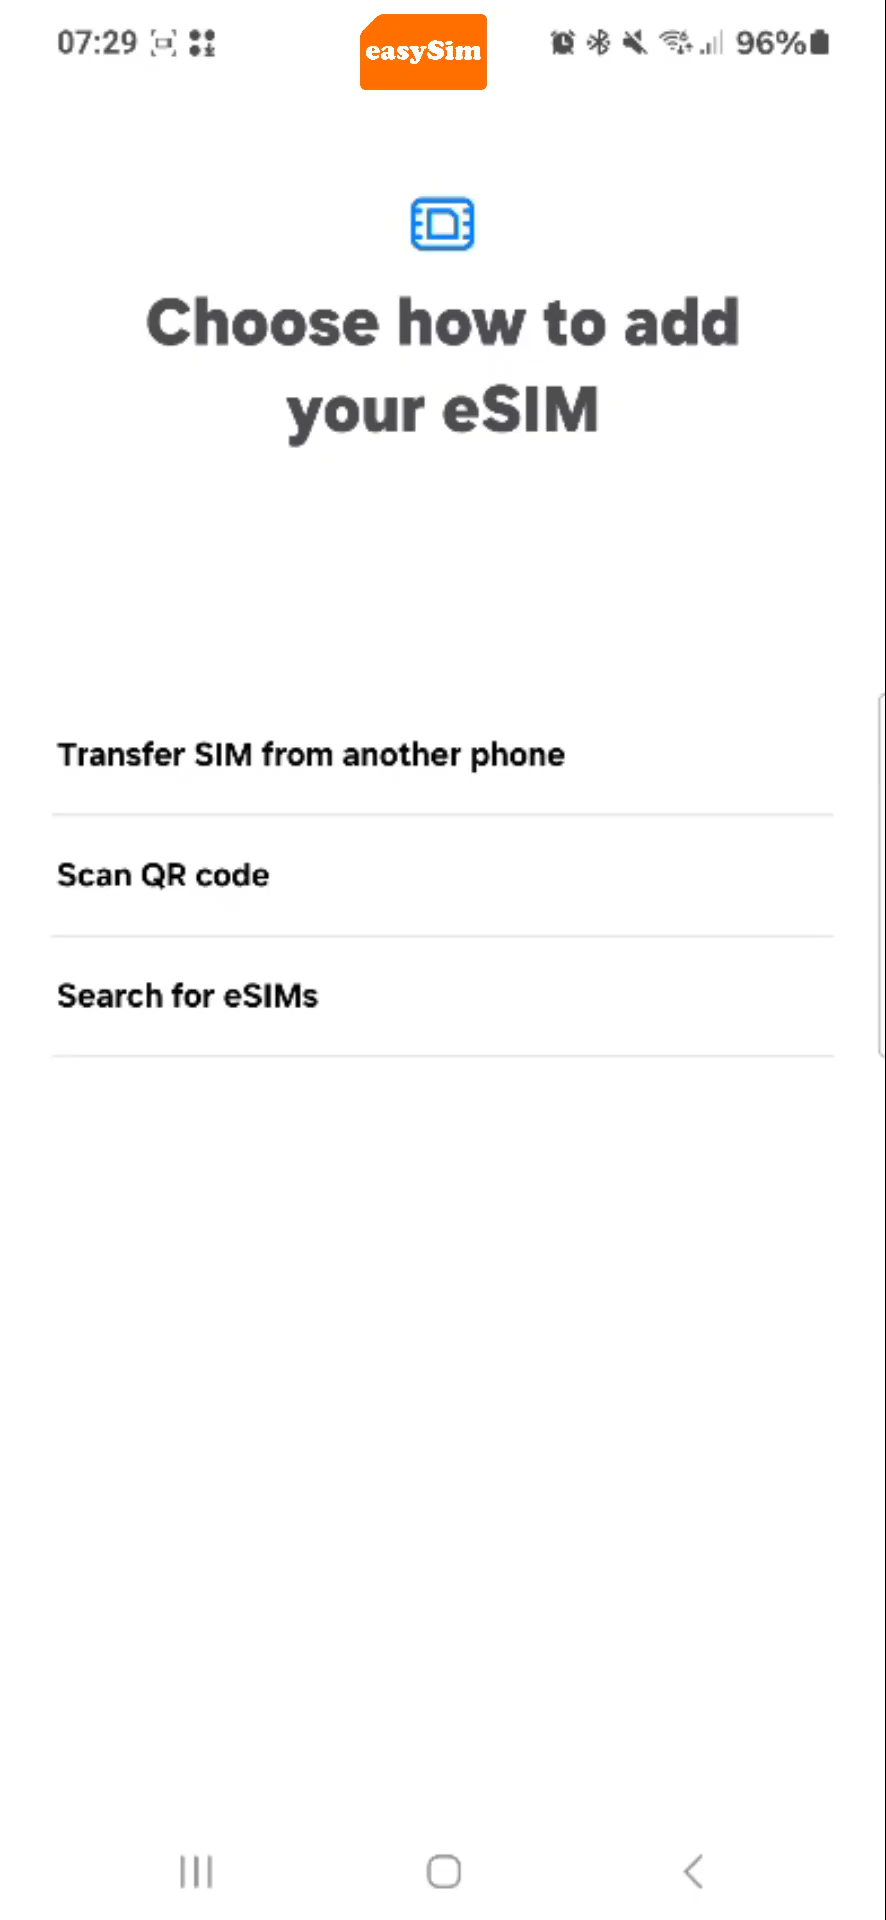 07:29
easySim
96%
Choose how to add
your eSIM
Transfer SIM from another phone
Scan QR code
Search for eSIMs